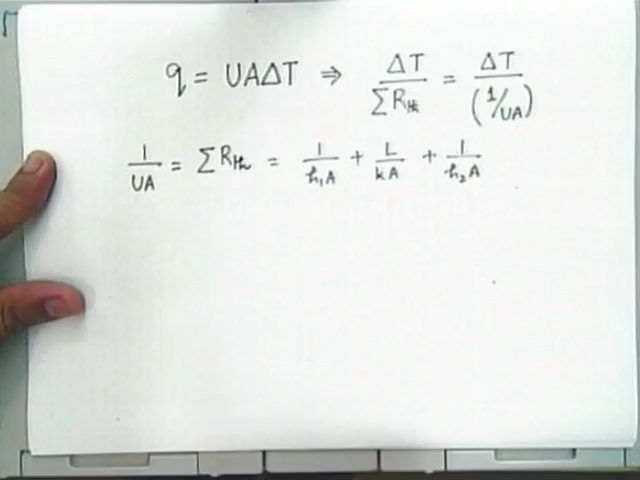 q = UAΔT ⇒ ΔT / ΣR_th = ΔT / (1/UA)
1/UA = ΣR_th = 1/h₁A + L/kA + 1/h₂A